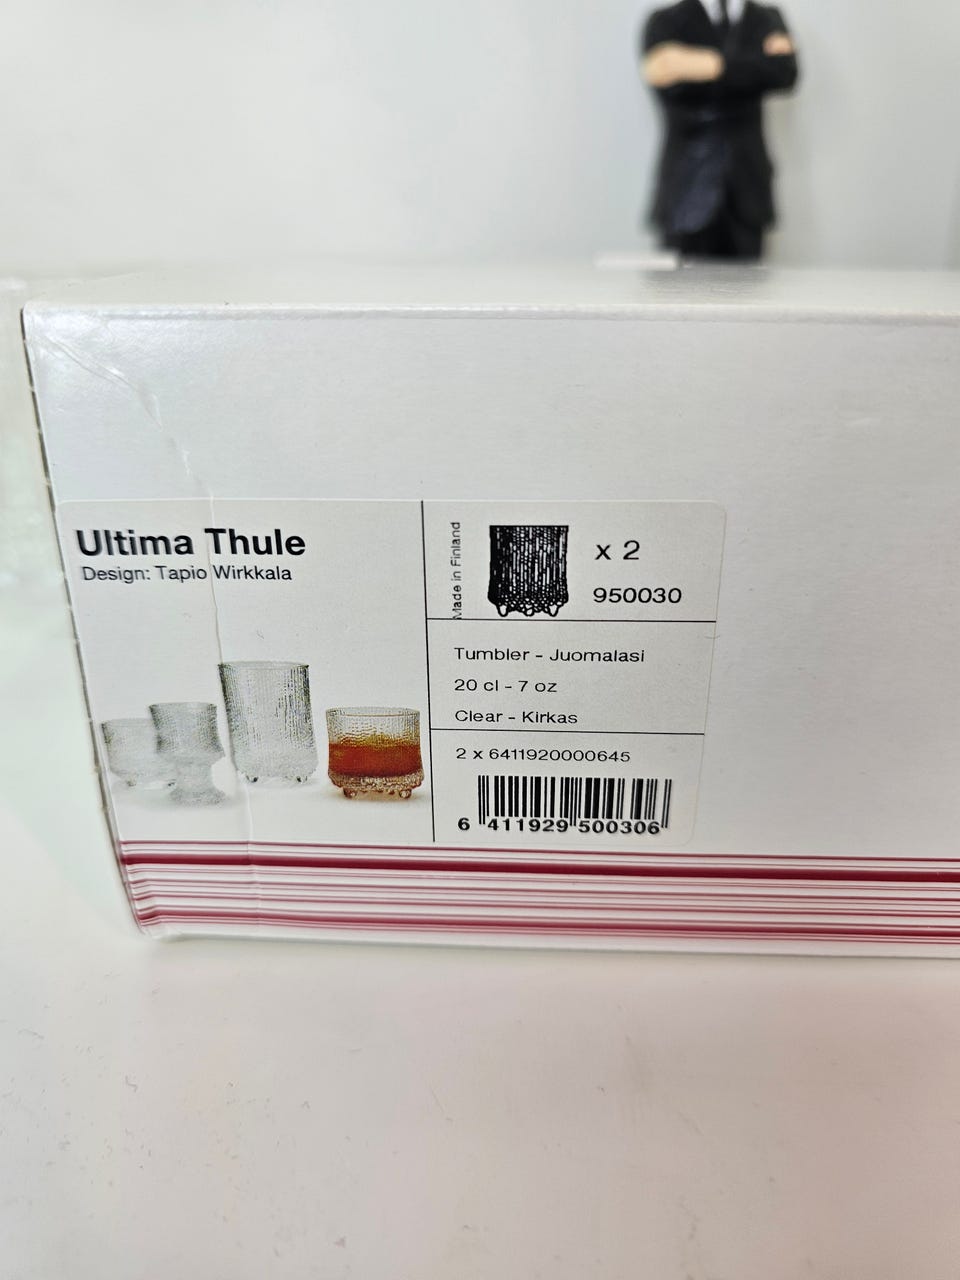 Ultima Thule
Design: Tapio Wirkkala
Made in Finland
x 2
950030
Tumbler - Juomalasi
20 cl - 7 oz
Clear - Kirkas
2 x 6411920000645
6 411929 500306